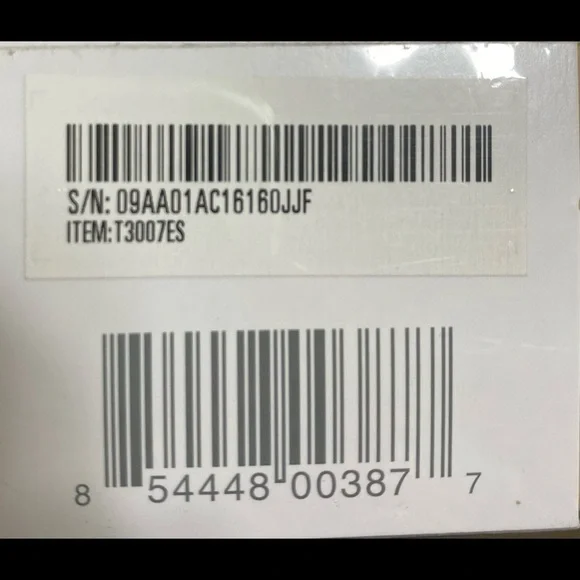 S/N: 09AA01AC16160JJF
ITEM:T3007ES
8 54448 00387 7